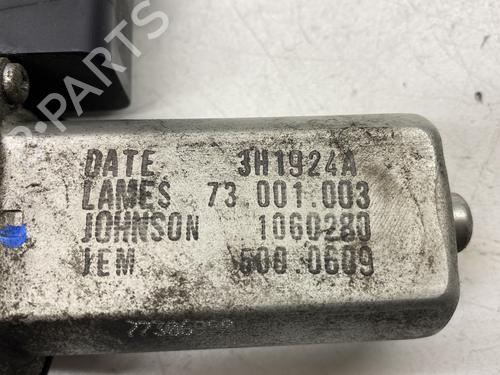 B-PARTS
DATE 3H1924A
LAMES 73.001.003
JOHNSON 1060280
JEM 500.0609